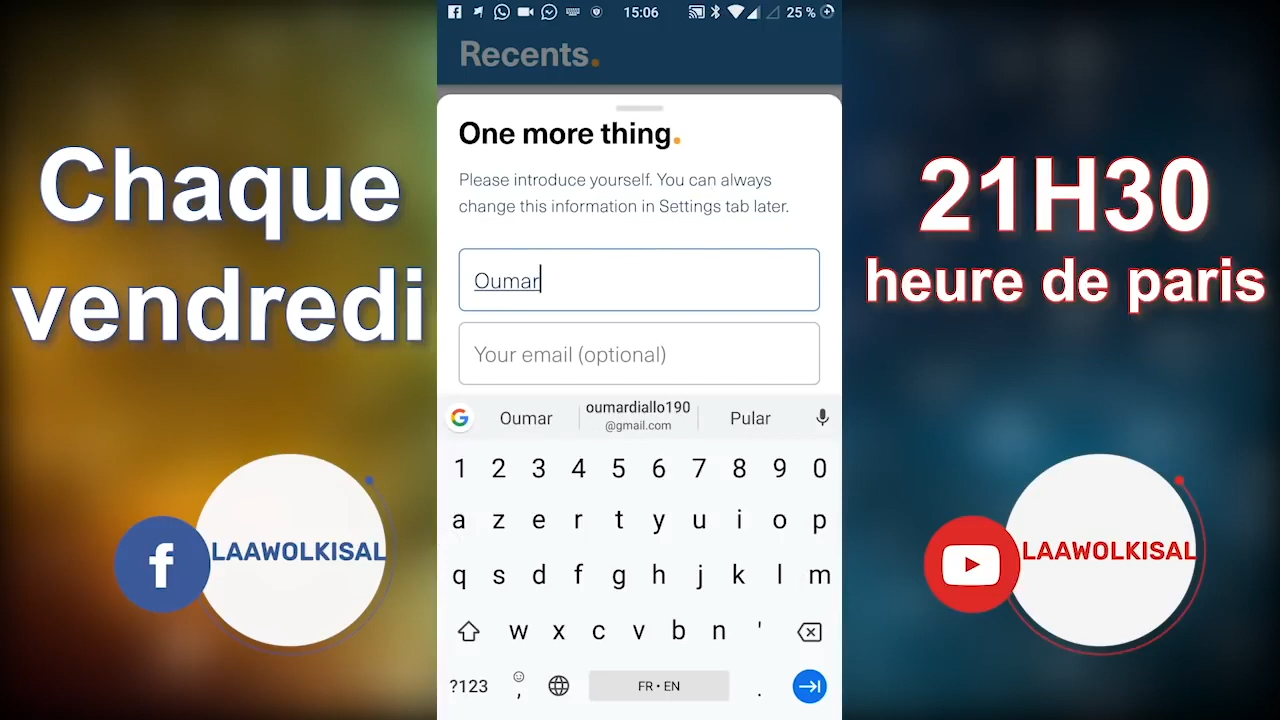 Chaque
vendredi
LAAWOLKISAL
15:06
25 %
Recents.
One more thing.
Please introduce yourself. You can always
change this information in Settings tab later.
Oumar
Your email (optional)
Oumar
oumardiallo190
@gmail.com
Pular
1 2 3 4 5 6 7 8 9 0
a z e r t y u i o p
q s d f g h j k l m
w x c v b n '
?123 , FR • EN .
21H30
heure de paris
LAAWOLKISAL